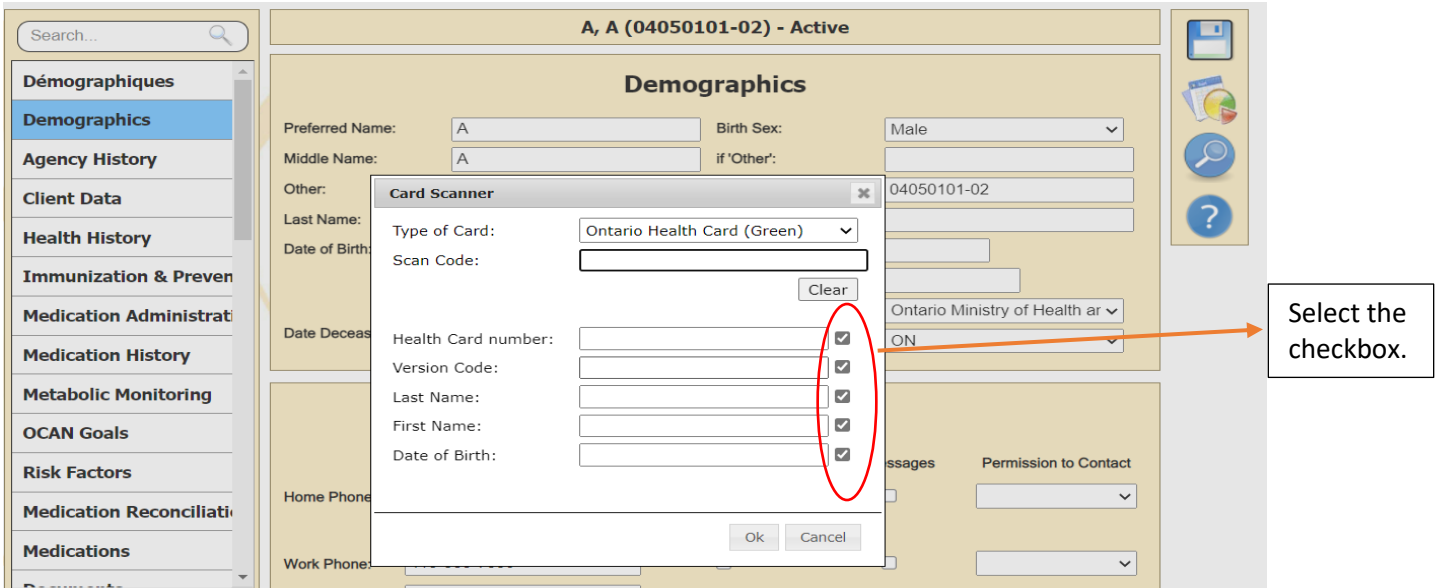 Search...
A, A (04050101-02) - Active
Démographiques
Demographics
Agency History
Client Data
Health History
Immunization & Preven
Medication Administrati
Medication History
Metabolic Monitoring
OCAN Goals
Risk Factors
Medication Reconciliati
Medications
Demographics
Preferred Name: A Birth Sex: Male
Middle Name: A if 'Other':
Other: 04050101-02
Last Name:
Date of Birth:
Ontario Ministry of Health ar
Date Deceas ON
Card Scanner
Type of Card: Ontario Health Card (Green)
Scan Code:
Clear
Health Card number:
Version Code:
Last Name:
First Name:
Date of Birth:
Ok Cancel
ssages Permission to Contact
Home Phone
Work Phone:
?
Select the
checkbox.